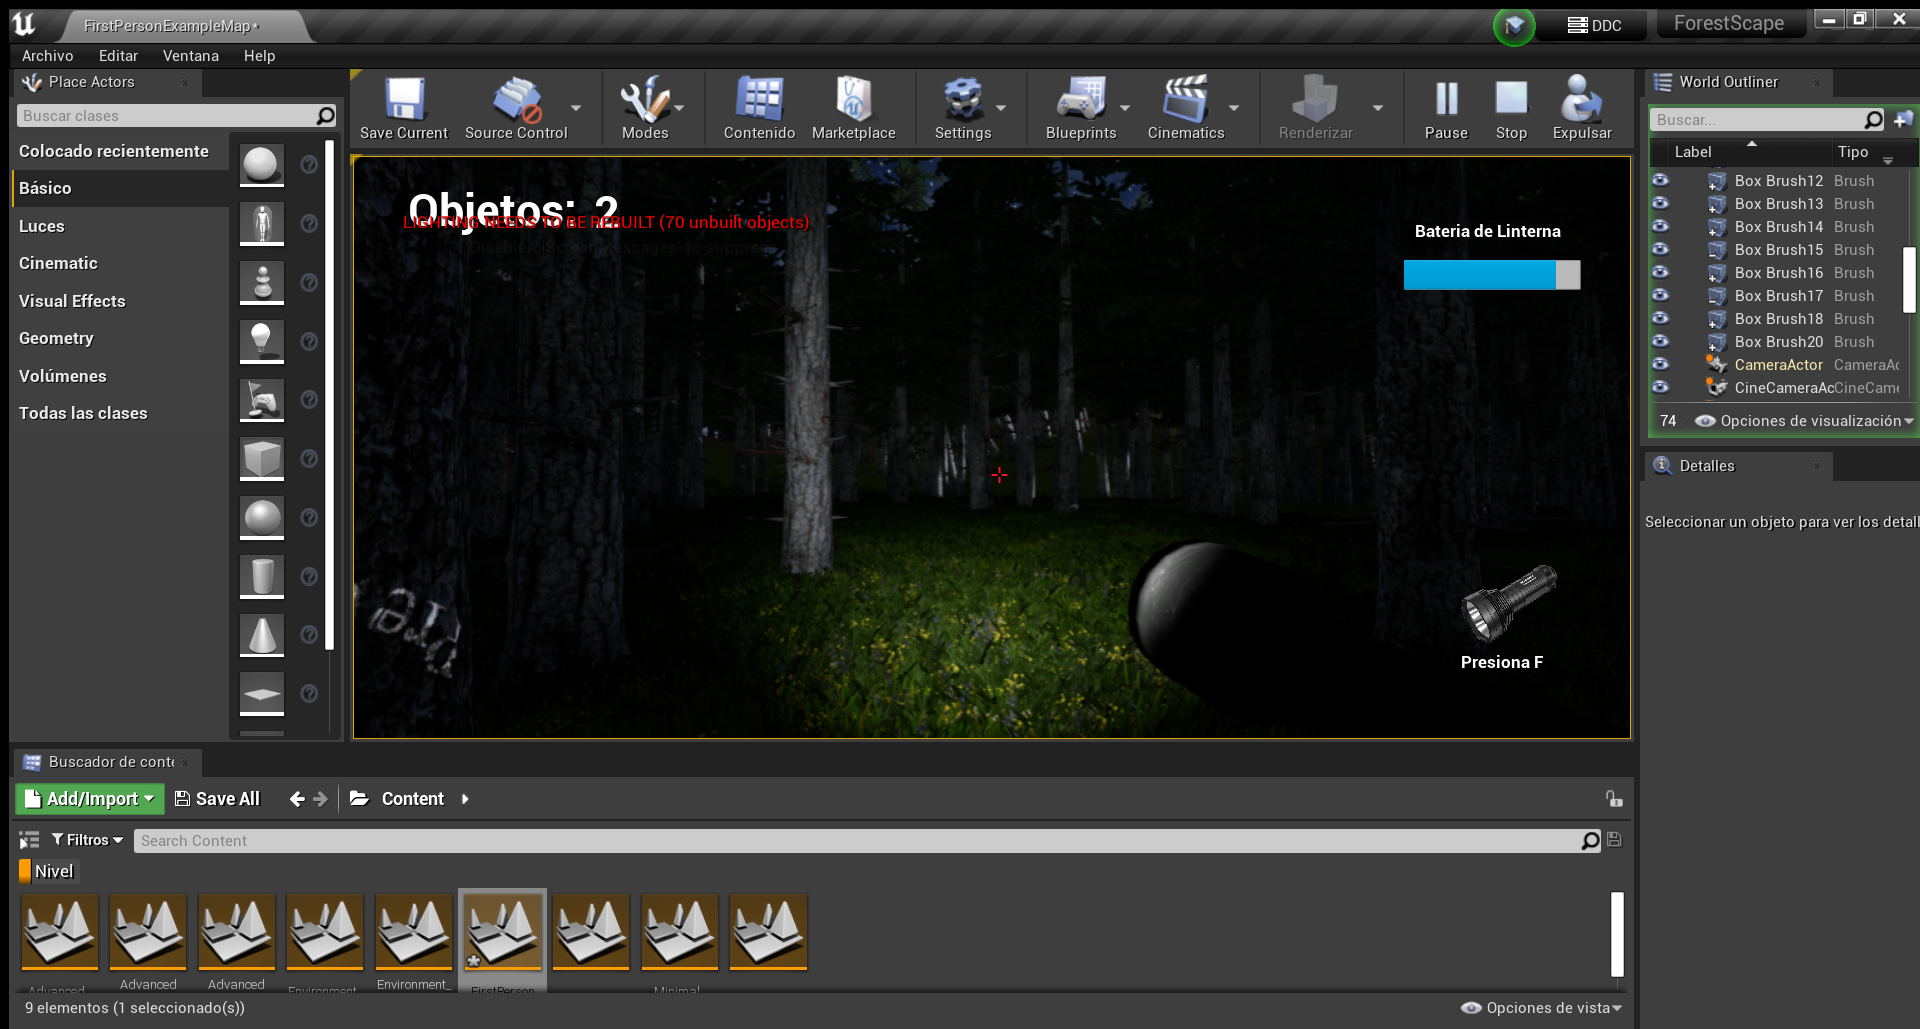 FirstPersonExampleMap*
DDC
ForestScape
Archivo Editar Ventana Help
Place Actors
Buscar clases
Colocado recientemente
Básico
Luces
Cinematic
Visual Effects
Geometry
Volúmenes
Todas las clases
Save Current Source Control Modes Contenido Marketplace Settings Blueprints Cinematics Renderizar Pause Stop Expulsar
Objetos: 2
LIGHTING NEEDS TO BE REBUILT (70 unbuilt objects)
Bateria de Linterna
Presiona F
World Outliner
Buscar...
Label Tipo
Box Brush12 Brush
Box Brush13 Brush
Box Brush14 Brush
Box Brush15 Brush
Box Brush16 Brush
Box Brush17 Brush
Box Brush18 Brush
Box Brush20 Brush
CameraActor CameraAc
CineCameraAc CineCame
74 Opciones de visualización
Detalles
Seleccionar un objeto para ver los detall
Buscador de conte
Add/Import Save All Content
Filtros Search Content
Nivel
Advanced Advanced Advanced Environment Environment_ FirstPerson Minimal
9 elementos (1 seleccionado(s))
Opciones de vista